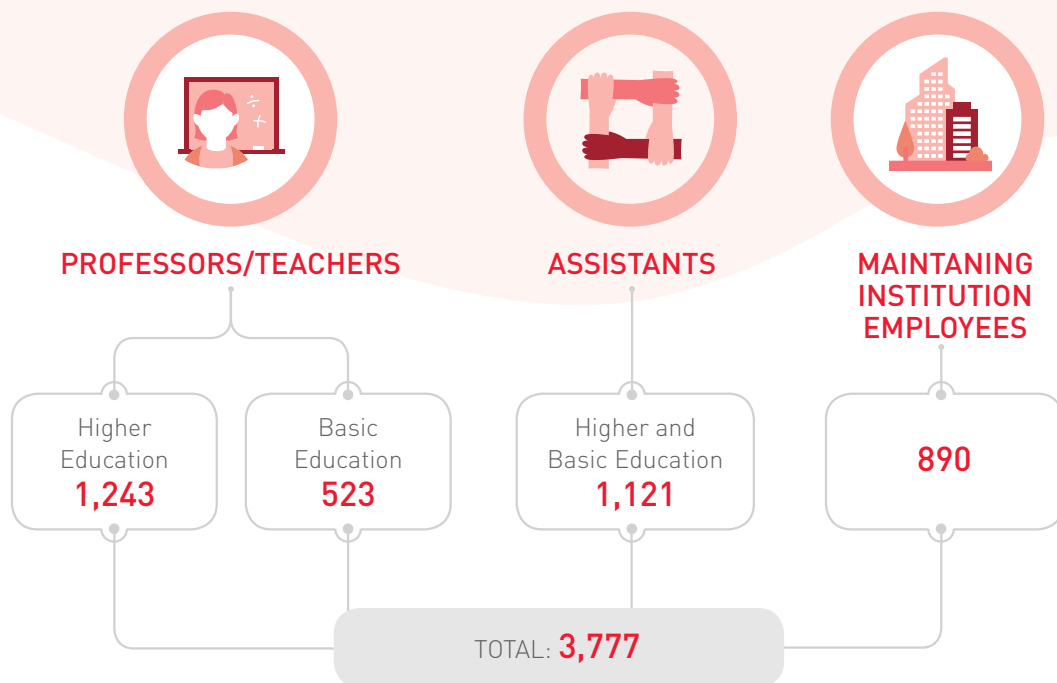 PROFESSORS/TEACHERS
Higher
Education
1,243
Basic
Education
523
ASSISTANTS
Higher and
Basic Education
1,121
MAINTANING
INSTITUTION
EMPLOYEES
890
TOTAL: 3,777